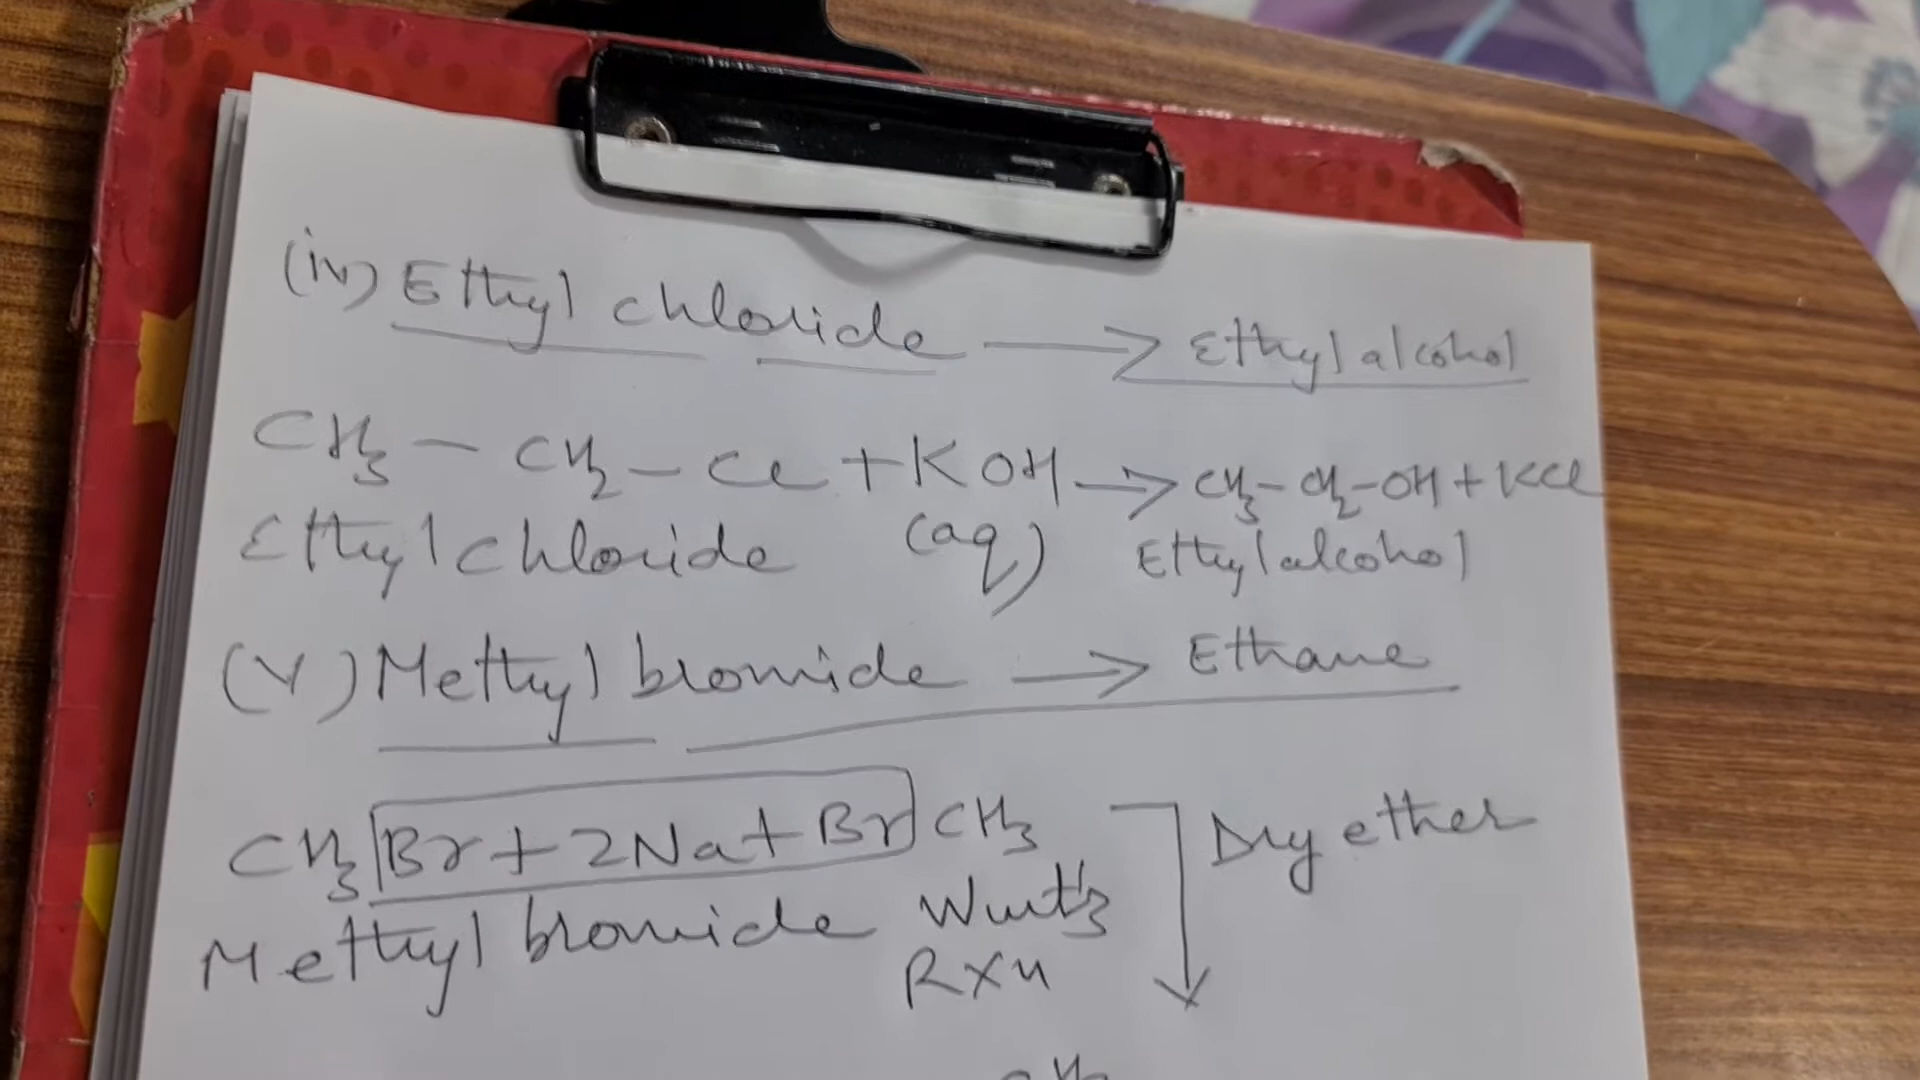 (iv) Ethyl chloride → Ethyl alcohol
CH3 – CH2 – Cl + KOH → CH3 – CH2 – OH + KCl
Ethyl chloride (aq) Ethyl alcohol
(V) Methyl bromide → Ethane
CH3 Br + 2Na + Br CH3 Dry ether
Methyl bromide Wurt'z
Rxn